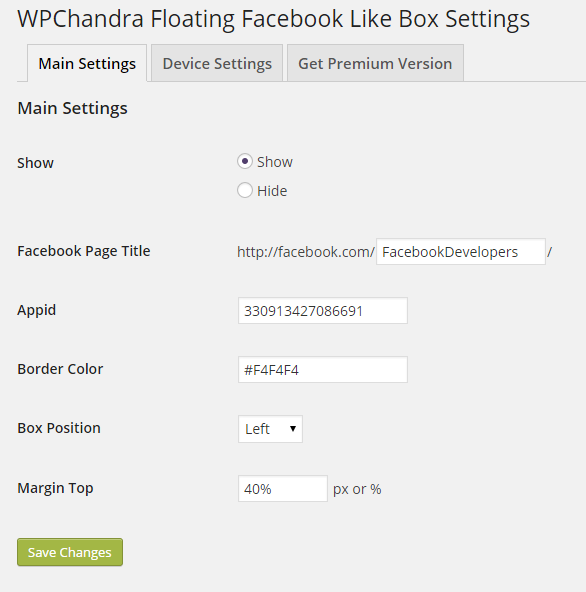 WPChandra Floating Facebook Like Box Settings
Main Settings Device Settings Get Premium Version
Main Settings
Show Show
Hide
Facebook Page Title http://facebook.com/ FacebookDevelopers /
Appid 330913427086691
Border Color #F4F4F4
Box Position Left
Margin Top 40% px or %
Save Changes